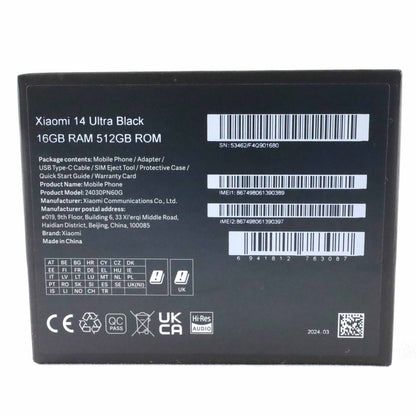 Xiaomi 14 Ultra Black
16GB RAM 512GB ROM
Package contents: Mobile Phone / Adapter /
USB Type-C Cable / SIM Eject Tool / Protective Case /
Quick Start Guide / Warranty Card
Product Name: Mobile Phone
Product Model: 24030PN60G
Manufacturer: Xiaomi Communications Co., Ltd.
Manufacturer postal address:
#019, 9th Floor, Building 6, 33 Xi'erqi Middle Road,
Haidian District, Beijing, China, 100085
Brand: Xiaomi
Made in China
AT BE BG HR CY CZ DK
EE FI FR DE EL HU IE
IT LV LT LU MT NL PL
PT RO SK SI ES SE UK(NI)
IS LI NO CH TR
UK
CE
QC
PASS
UK
CA
Hi-Res
AUDIO
SN: 53462/F4Q901680
IMEI1: 867498061390389
IMEI2:867498061390397
6 941812 763087
2024.03